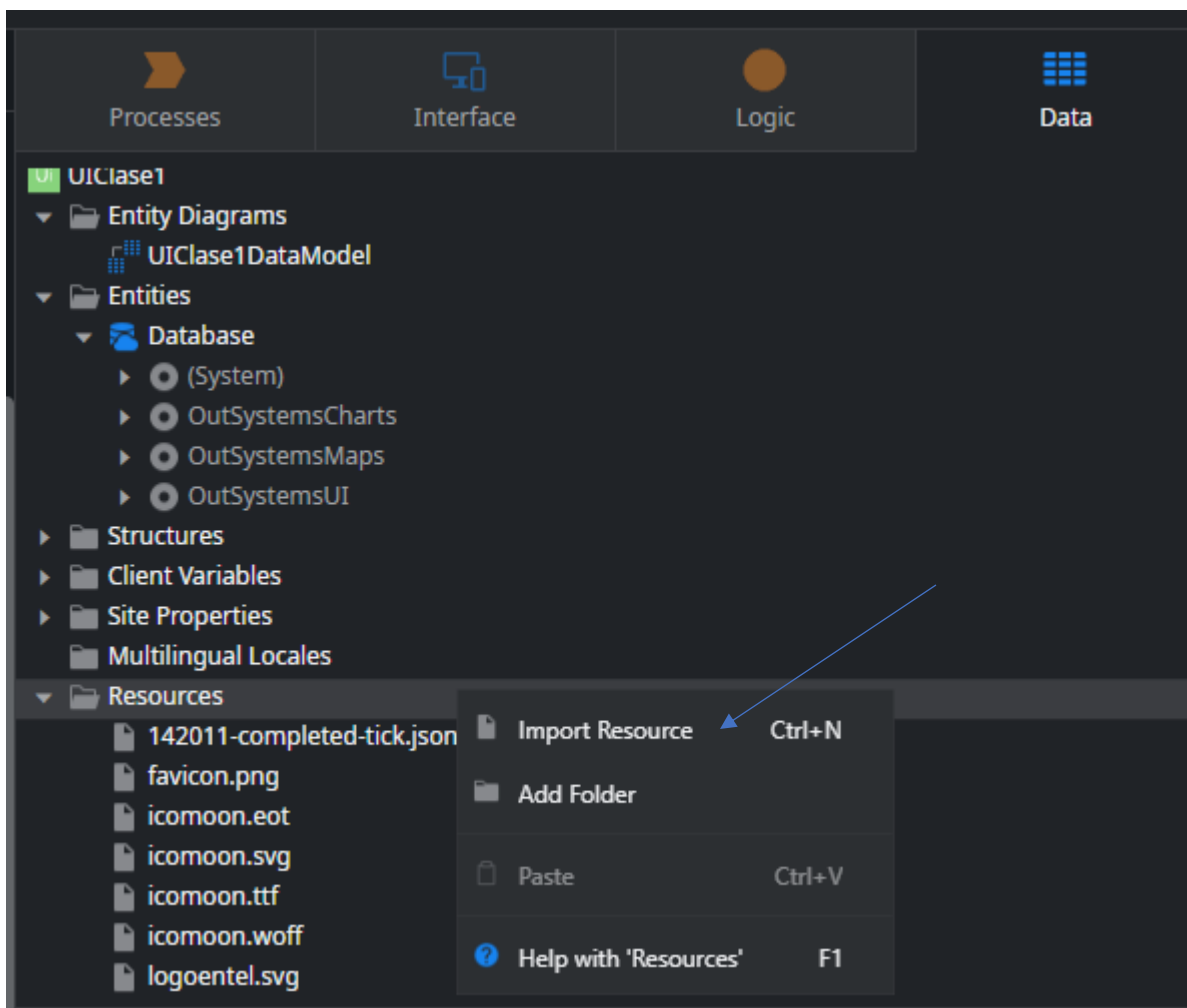 Processes Interface Logic Data
UI UIClase1
Entity Diagrams
UIClase1DataModel
Entities
Database
(System)
OutSystemsCharts
OutSystemsMaps
OutSystemsUI
Structures
Client Variables
Site Properties
Multilingual Locales
Resources
142011-completed-tick.json
favicon.png
icomoon.eot
icomoon.svg
icomoon.ttf
icomoon.woff
logoentel.svg
Import Resource Ctrl+N
Add Folder
Paste Ctrl+V
? Help with 'Resources' F1